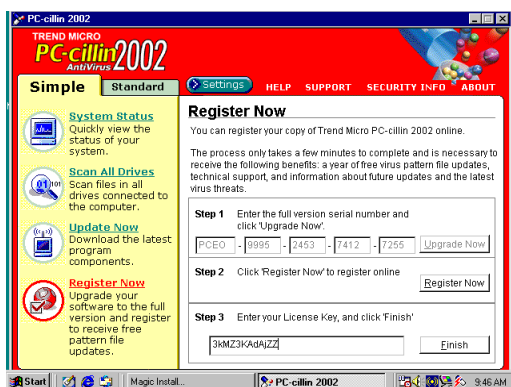 PC-cillin 2002
TREND MICRO
PC-cillin 2002
AntiVirus
Simple
Standard
Settings
HELP
SUPPORT
SECURITY INFO
ABOUT
System Status
Quickly view the
status of your
system.
Scan All Drives
Scan files in all
drives connected to
the computer.
Update Now
Download the latest
program
components.
Register Now
Upgrade your
software to the full
version and register
to receive free
pattern file
updates.
Register Now
You can register your copy of Trend Micro PC-cillin 2002 online.
The process only takes a few minutes to complete and is necessary to
receive the following benefits: a year of free virus pattern file updates,
technical support, and information about future updates and the latest
virus threats.
Step 1 Enter the full version serial number and
click 'Upgrade Now'.
PCEO - 9995 - 2453 - 7412 - 7255 Upgrade Now
Step 2 Click 'Register Now' to register online
Register Now
Step 3 Enter your License Key, and click 'Finish'
3kMZ3KAdAjZZ Finish
Start Magic Install... PC-cillin 2002 9:46 AM